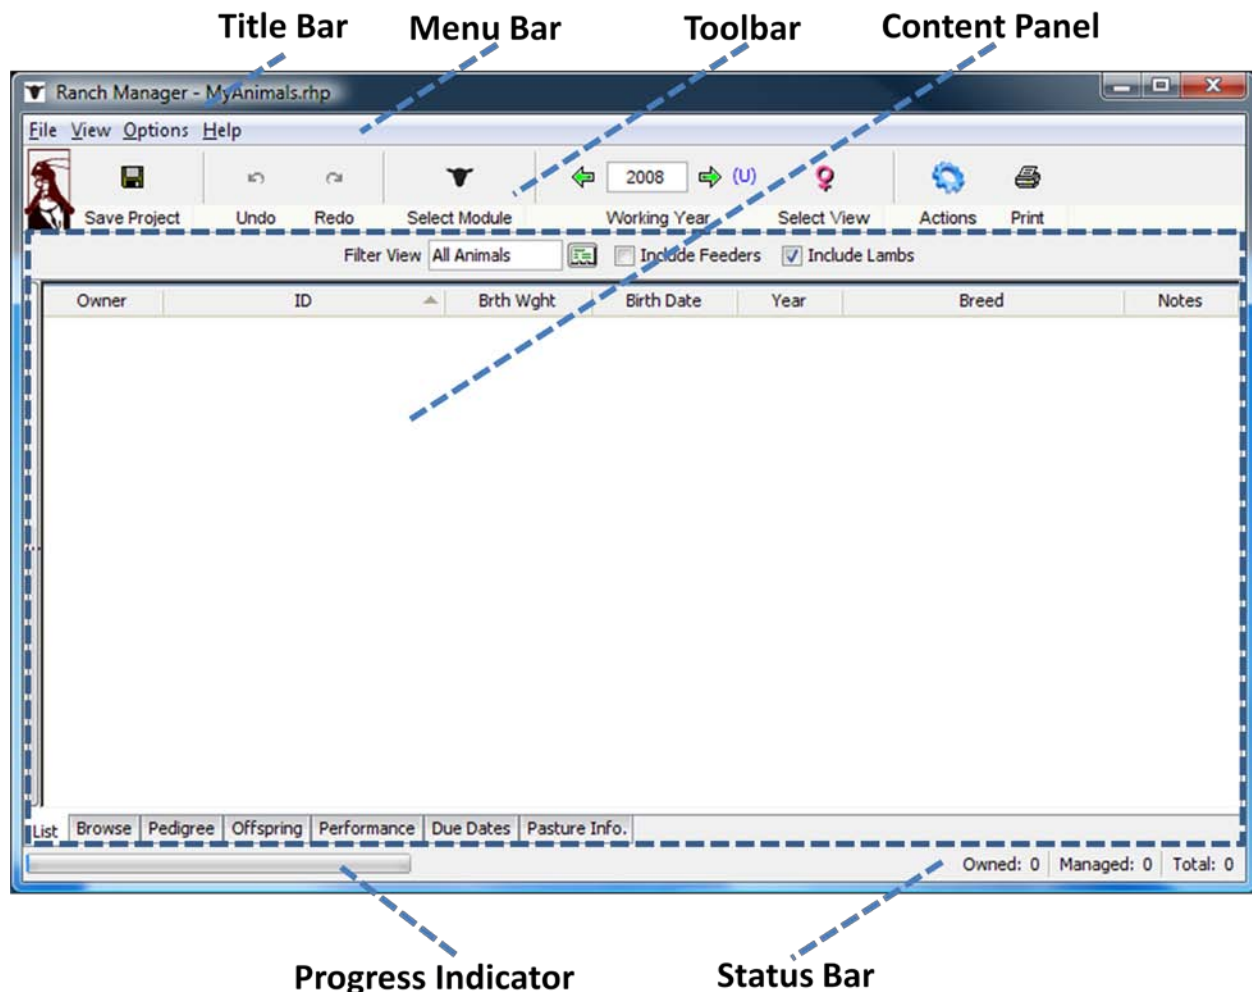 Title Bar Menu Bar Toolbar Content Panel
Ranch Manager - MyAnimals.rhp
File View Options Help
2008 (U)
Save Project Undo Redo Select Module Working Year Select View Actions Print
Filter View All Animals Include Feeders Include Lambs
Owner ID Brth Wght Birth Date Year Breed Notes
List Browse Pedigree Offspring Performance Due Dates Pasture Info.
Owned: 0 Managed: 0 Total: 0
Progress Indicator Status Bar